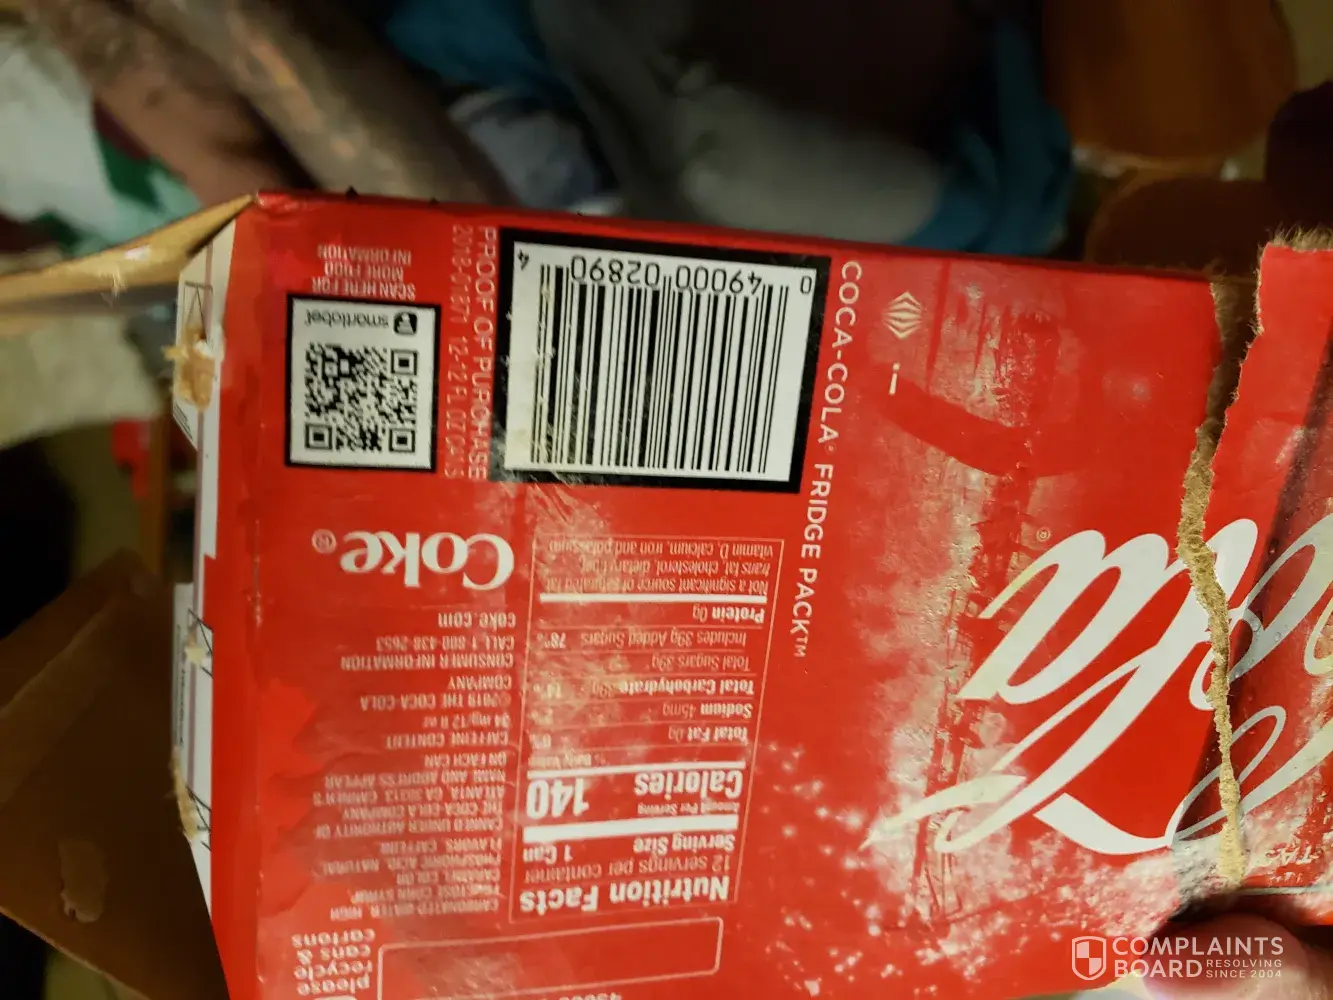 COCA-COLA® FRIDGE PACK™
0 49000 02890 4
PROOF OF PURCHASE
12-12 FL OZ CANS
smartlabel
SCAN HERE FOR
MORE FOOD
INFORMATION
Nutrition Facts
12 servings per container
Serving Size 1 Can
Amount Per Serving
Calories 140
% Daily Value
Total Fat 0g 0%
Sodium 45mg 2%
Total Carbohydrate 39g 14%
Total Sugars 39g
Includes 39g Added Sugars 78%
Protein 0g
Not a significant source of saturated fat,
trans fat, cholesterol, dietary fiber,
vitamin D, calcium, iron and potassium
CARBONATED WATER, HIGH
FRUCTOSE CORN SYRUP,
CARAMEL COLOR,
PHOSPHORIC ACID, NATURAL
FLAVORS, CAFFEINE.
CANNED UNDER AUTHORITY OF
THE COCA-COLA COMPANY,
ATLANTA, GA 30313 CANNER'S
NAME AND ADDRESS APPEAR
ON EACH CAN
CAFFEINE CONTENT
34 mg/12 fl oz
©2019 THE COCA-COLA
COMPANY
CONSUMER INFORMATION
CALL 1-800-438-2653
coke.com
Coke®
please
recycle
cans &
cartons
COMPLAINTS
BOARD RESOLVING
SINCE 2004